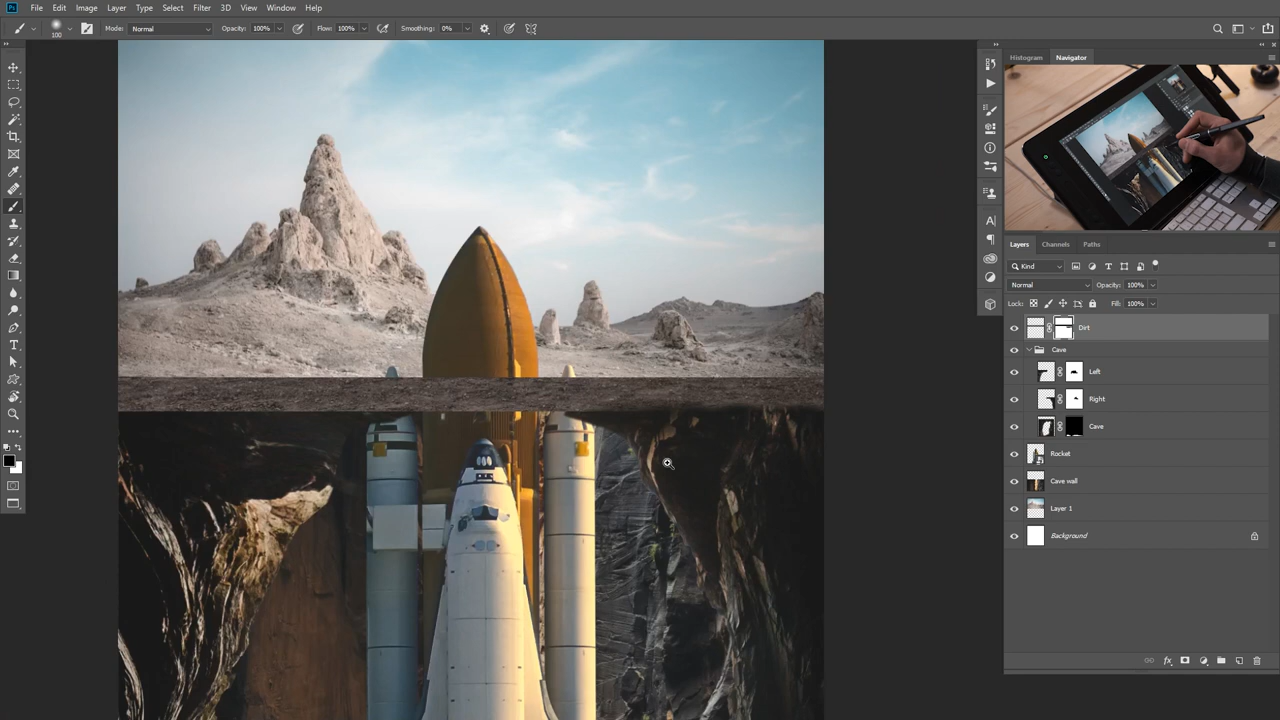 Ps File Edit Image Layer Type Select Filter 3D View Window Help
100 Mode: Normal Opacity: 100% Flow: 100% Smoothing: 0%
Histogram Navigator
Layers Channels Paths
Kind
Normal Opacity: 100%
Lock: Fill: 100%
Dirt
Cave
Left
Right
Cave
Rocket
Cave wall
Layer 1
Background